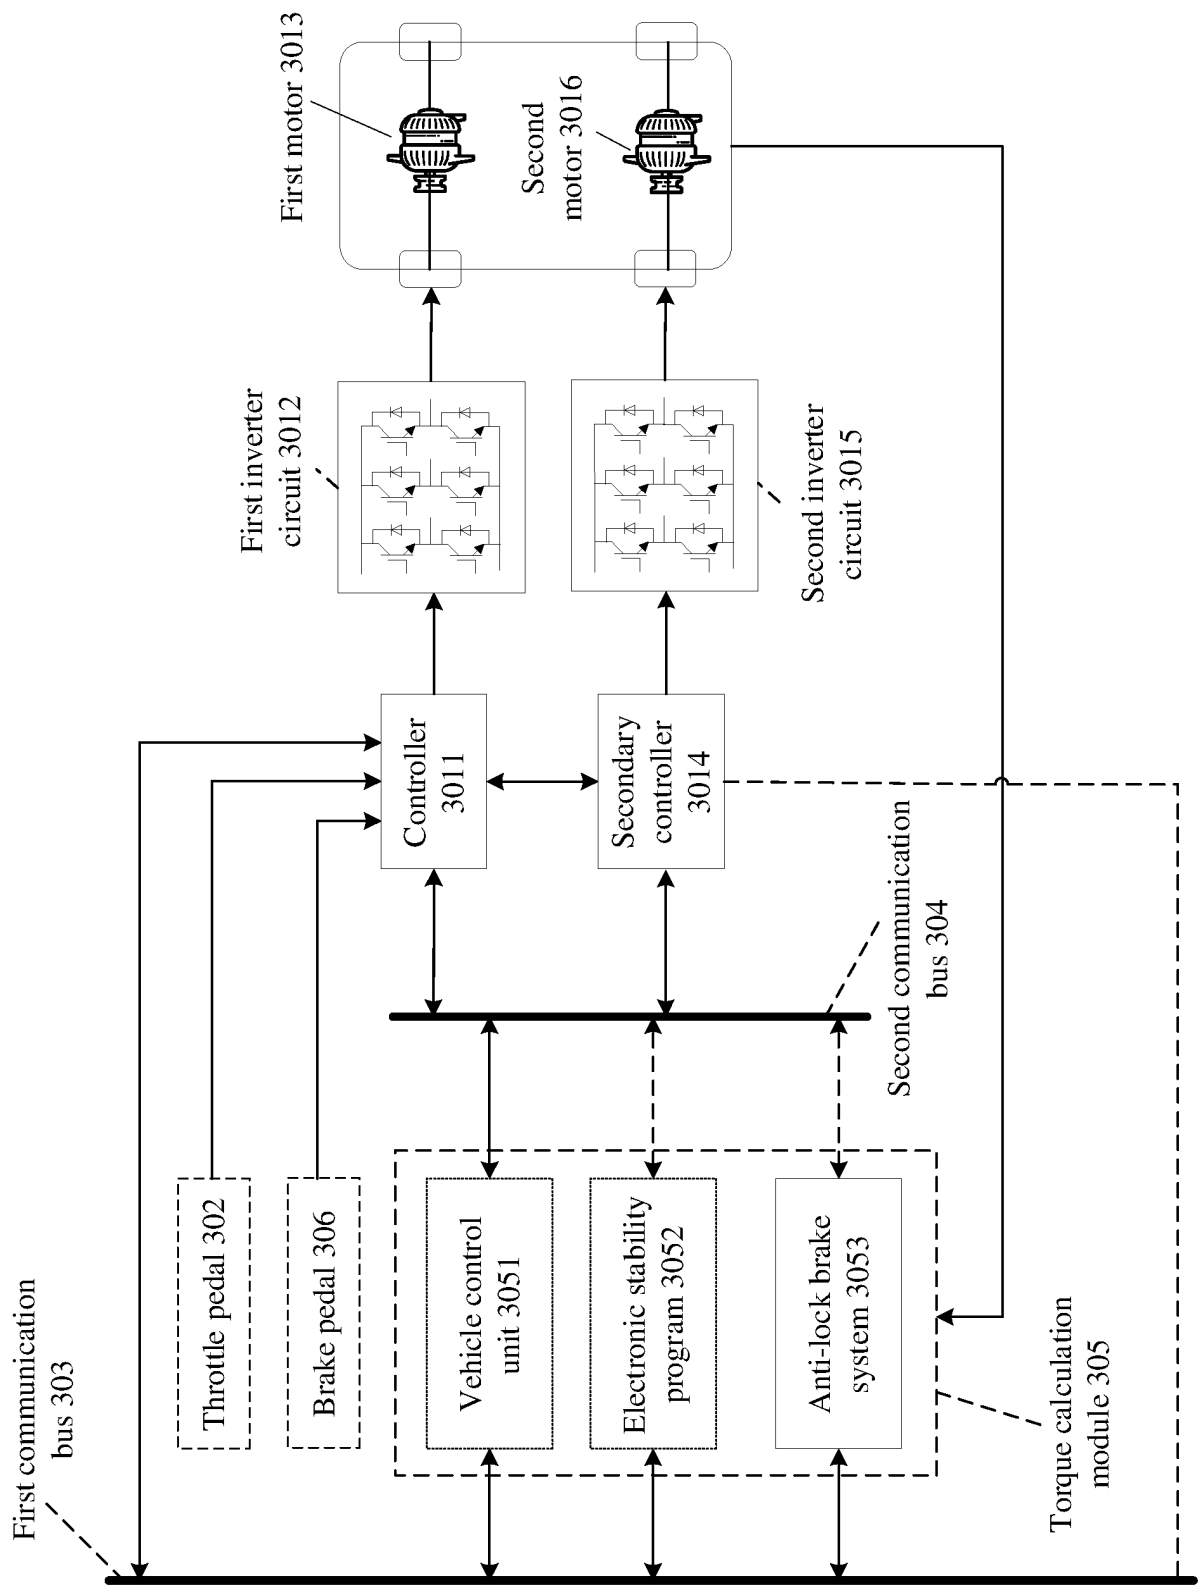 First communication
bus 303
Throttle pedal 302
Brake pedal 306
Vehicle control
unit 3051
Electronic stability
program 3052
Anti-lock brake
system 3053
Torque calculation
module 305
Second communication
bus 304
Controller
3011
Secondary
controller
3014
First inverter
circuit 3012
Second inverter
circuit 3015
First motor 3013
Second
motor 3016